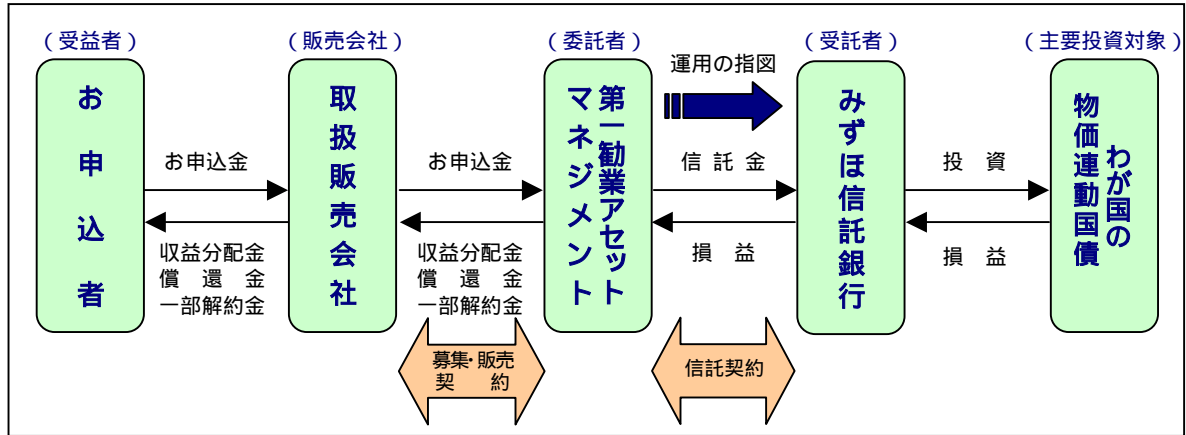 (受益者)
お申込者
お申込金
収益分配金
償還金
一部解約金
(販売会社)
取扱販売会社
お申込金
収益分配金
償還金
一部解約金
募集・販売
契約
(委託者)
第一勧業アセット
マネジメント
運用の指図
信託金
損益
信託契約
(受託者)
みずほ信託銀行
投資
損益
(主要投資対象)
わが国の
物価連動国債